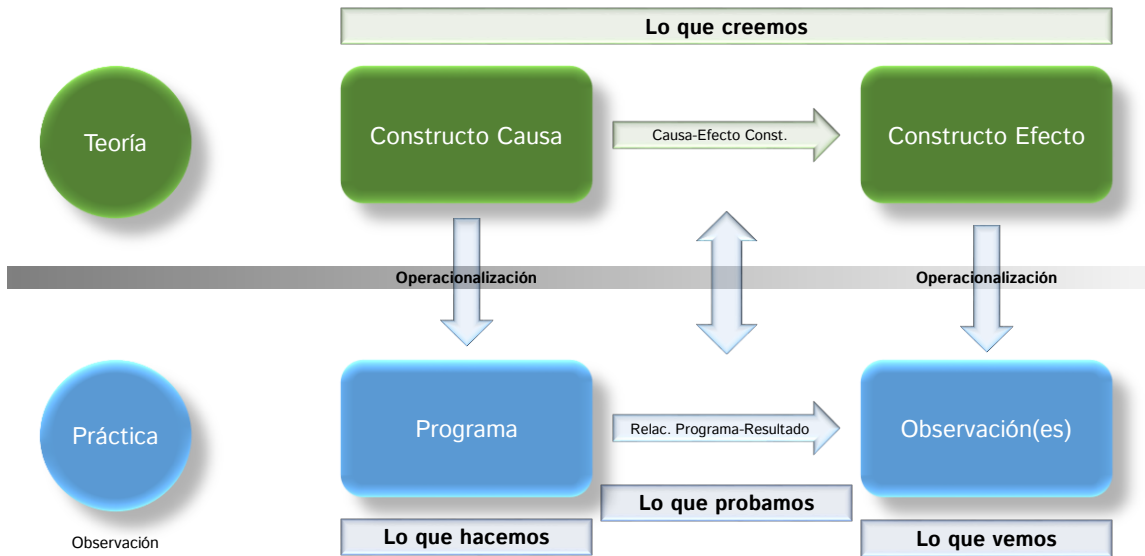 Lo que creemos
Teoría
Constructo Causa
Causa-Efecto Const.
Constructo Efecto
Operacionalización
Operacionalización
Práctica
Programa
Relac. Programa-Resultado
Observación(es)
Lo que probamos
Lo que hacemos
Lo que vemos
Observación